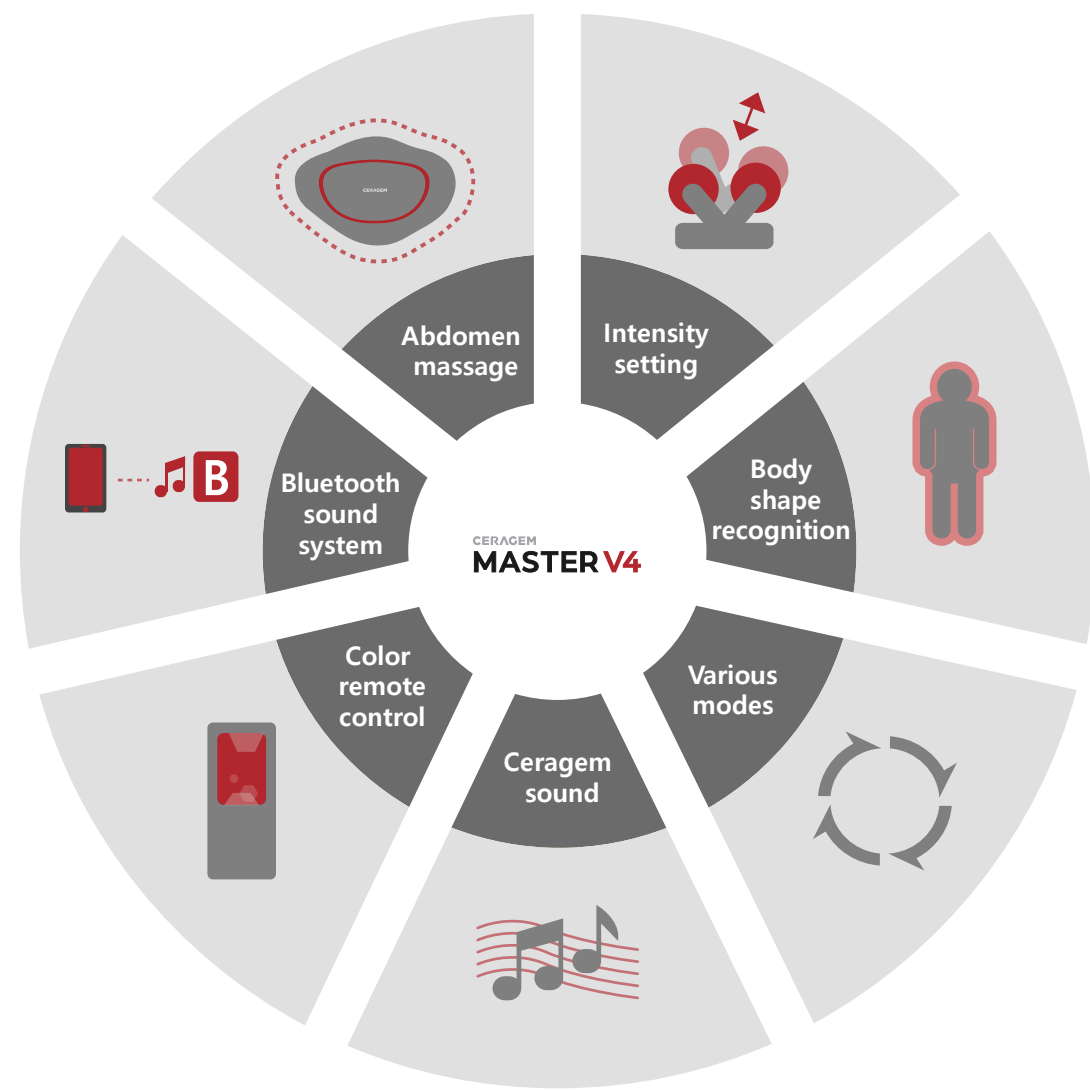 CERAGEM
Abdomen
massage
Intensity
setting
Body
shape
recognition
Various
modes
Ceragem
sound
Color
remote
control
Bluetooth
sound
system
B
CERAGEM
MASTER V4